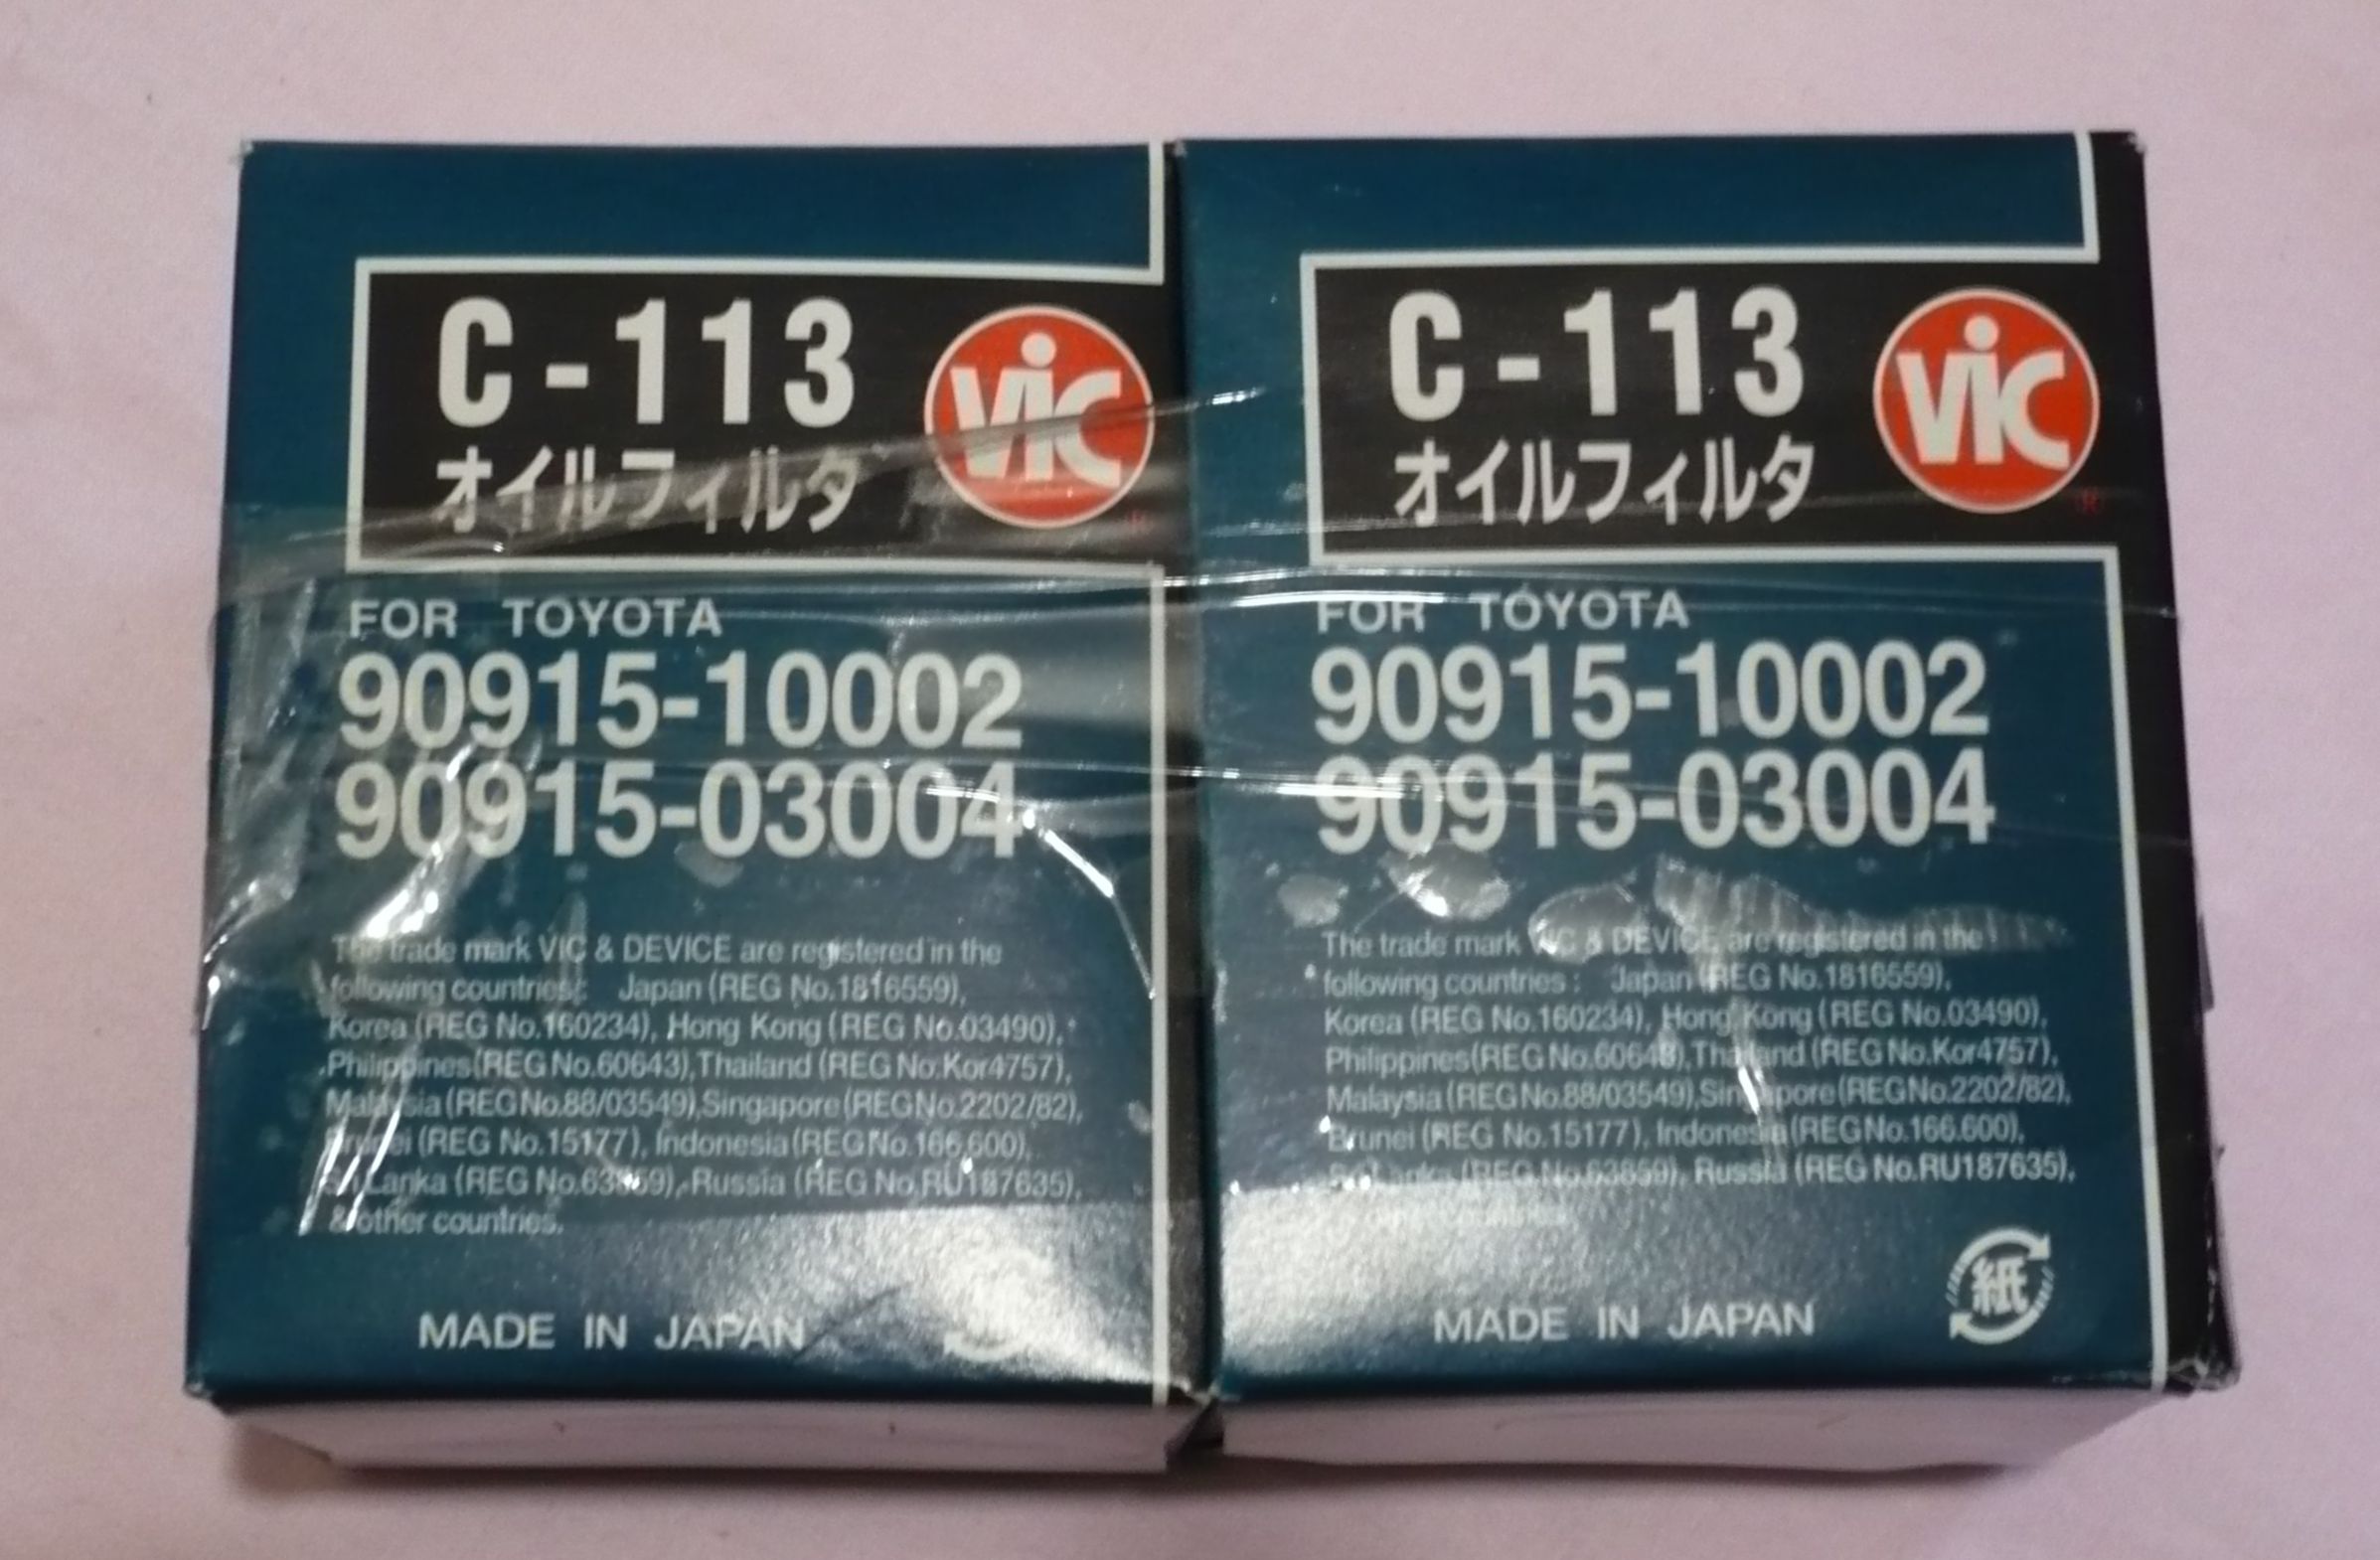 C-113
オイルフィルタ
VIC
FOR TOYOTA
90915-10002
90915-03004
The trade mark VIC & DEVICE are registered in the
following countries: Japan (REG No.1816559),
Korea (REG No.160234), Hong Kong (REG No.03490),
Philippines(REG No.60643),Thailand (REG No.Kor4757),
Malaysia (REG No.88/03549),Singapore(REG No.2202/82),
Brunei (REG No.15177), Indonesia(REG No.166,600),
Sri Lanka (REG No.63859), Russia (REG No.RU187635),
& other countries.
MADE IN JAPAN
C-113
オイルフィルタ
VIC
R
FOR TOYOTA
90915-10002
90915-03004
The trade mark VIC & DEVICE are registered in the
following countries : Japan (REG No.1816559),
Korea (REG No.160234), Hong Kong (REG No.03490),
Philippines(REG No.60643),Thailand (REG No.Kor4757),
Malaysia (REG No.88/03549),Singapore(REG No.2202/82),
Brunei (REG No.15177), Indonesia(REG No.166,600),
(REG No.63859), Russia (REG No.RU187635),
MADE IN JAPAN
紙